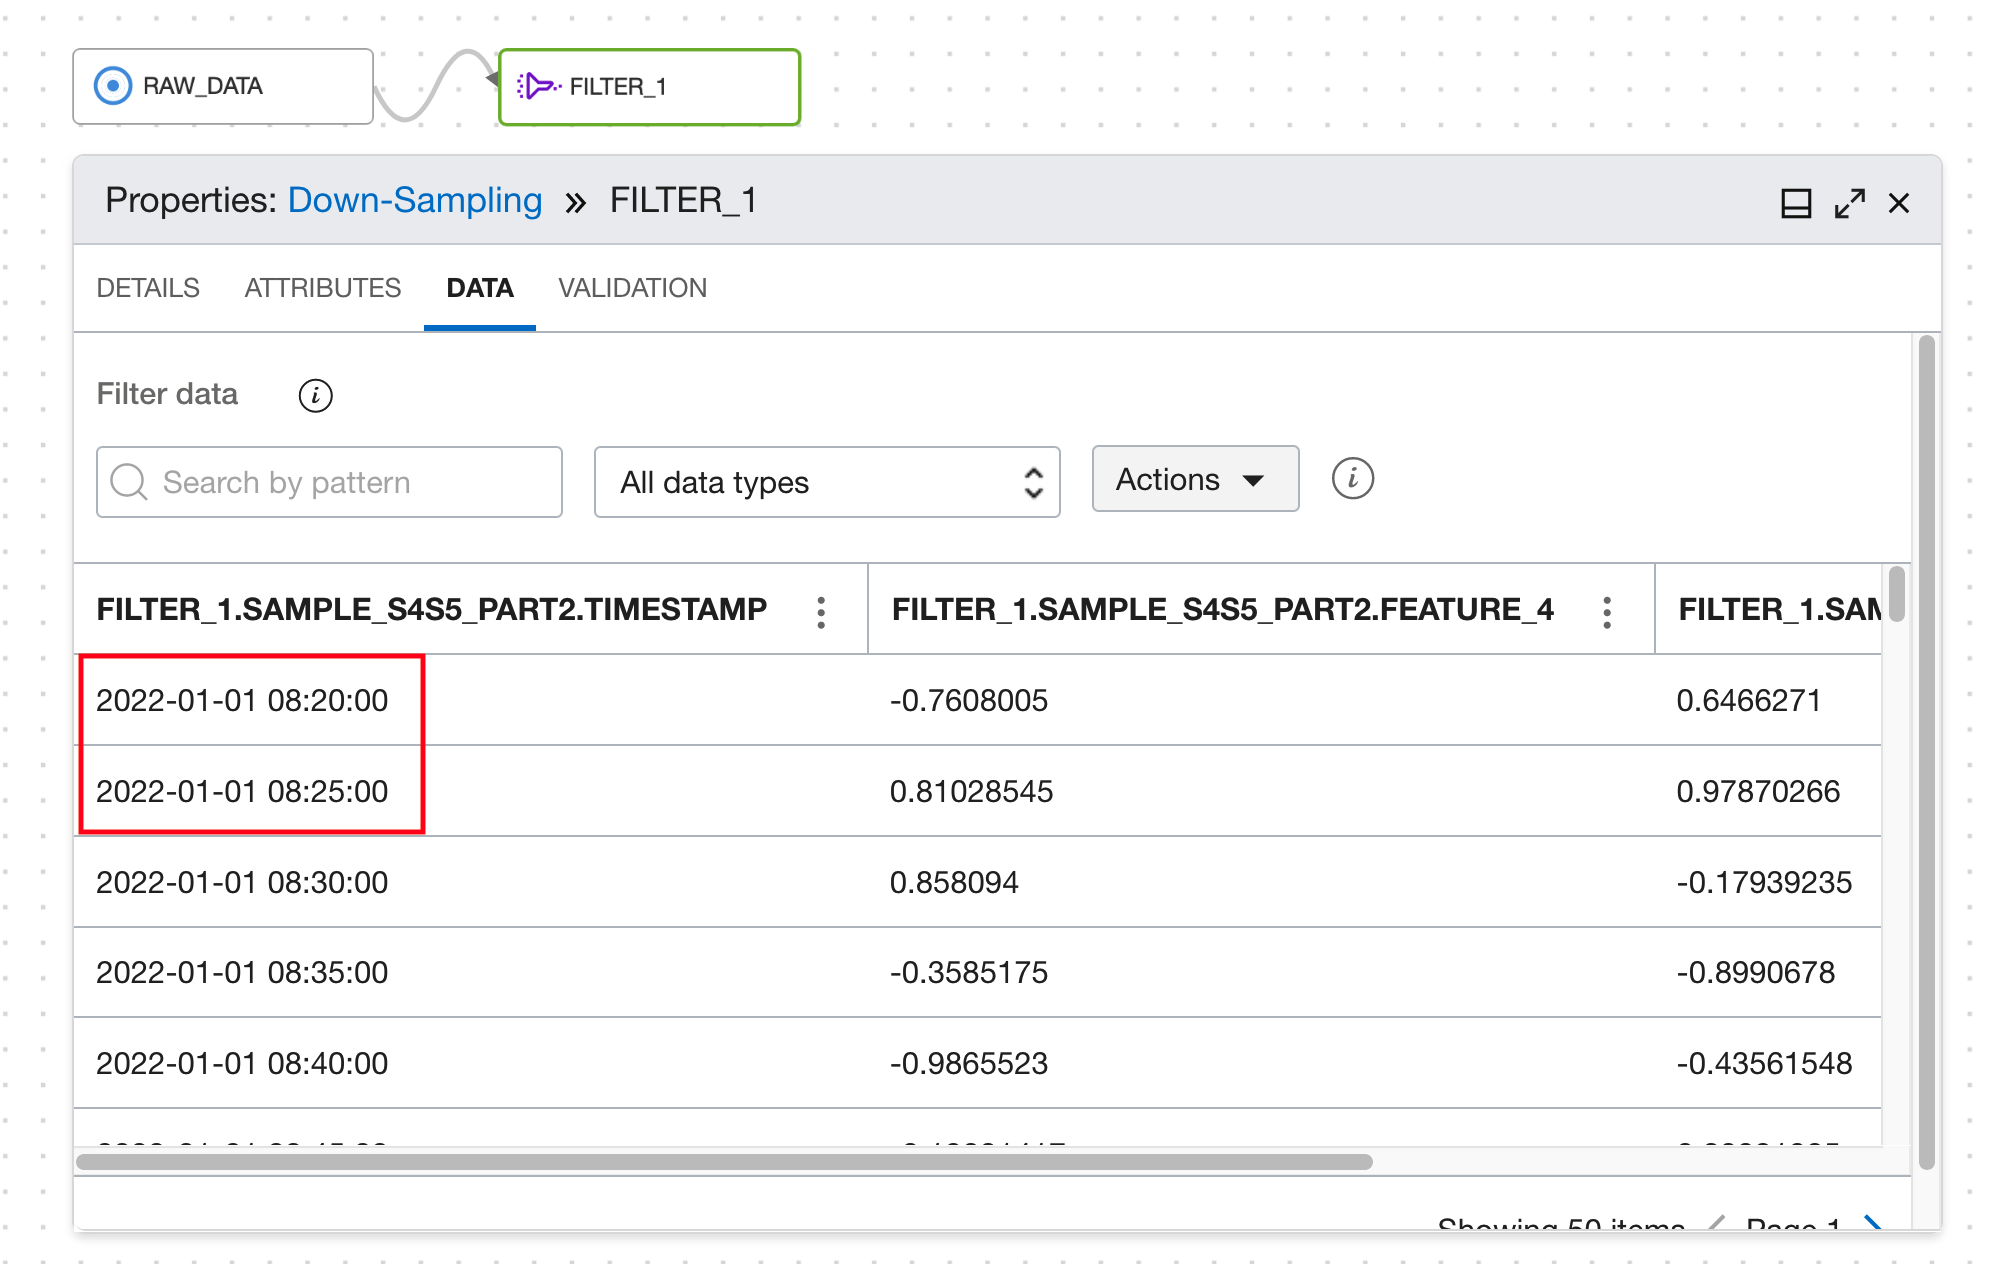 RAW_DATA
FILTER_1
Properties: Down-Sampling » FILTER_1
DETAILS ATTRIBUTES DATA VALIDATION
Filter data i
Search by pattern All data types Actions i
FILTER_1.SAMPLE_S4S5_PART2.TIMESTAMP FILTER_1.SAMPLE_S4S5_PART2.FEATURE_4 FILTER_1.SAM
2022-01-01 08:20:00 -0.7608005 0.6466271
2022-01-01 08:25:00 0.81028545 0.97870266
2022-01-01 08:30:00 0.858094 -0.17939235
2022-01-01 08:35:00 -0.3585175 -0.8990678
2022-01-01 08:40:00 -0.9865523 -0.43561548
Showing 50 items Page 1